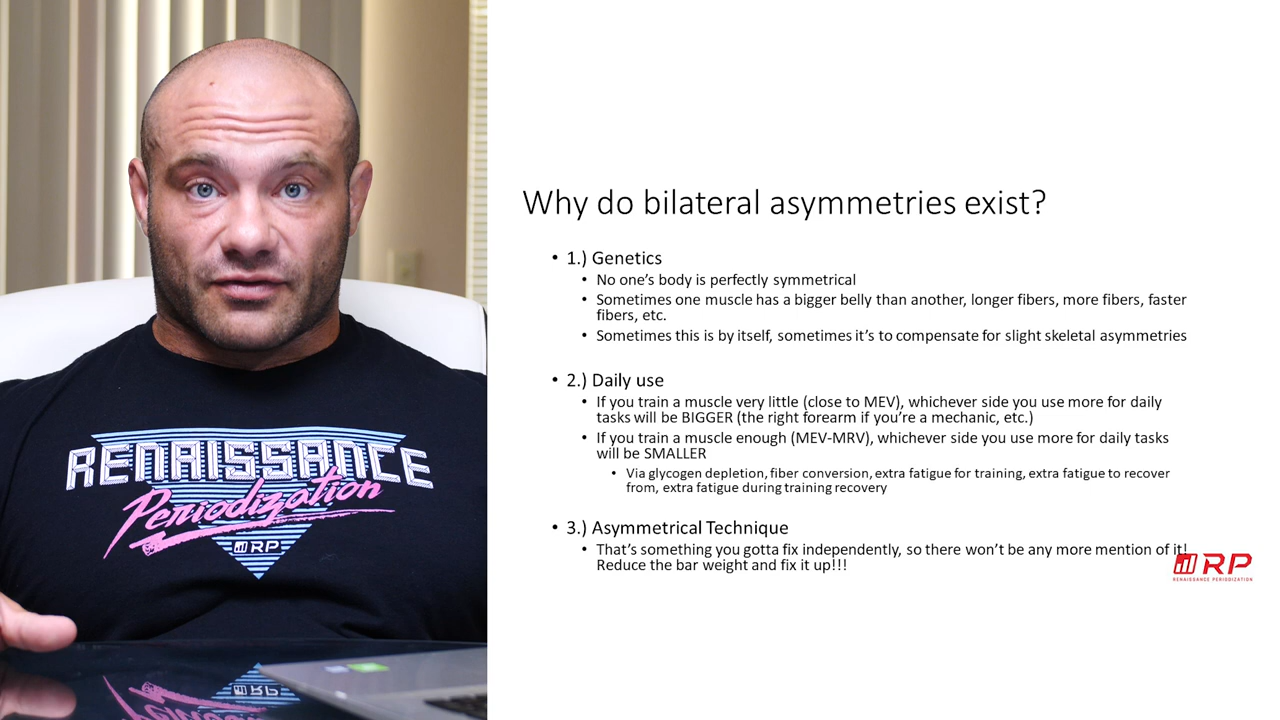 RENAISSANCE
Periodization
RP
Why do bilateral asymmetries exist?
• 1.) Genetics
• No one's body is perfectly symmetrical
• Sometimes one muscle has a bigger belly than another, longer fibers, more fibers, faster
fibers, etc.
• Sometimes this is by itself, sometimes it's to compensate for slight skeletal asymmetries
• 2.) Daily use
• If you train a muscle very little (close to MEV), whichever side you use more for daily
tasks will be BIGGER (the right forearm if you're a mechanic, etc.)
• If you train a muscle enough (MEV-MRV), whichever side you use more for daily tasks
will be SMALLER
• Via glycogen depletion, fiber conversion, extra fatigue for training, extra fatigue to recover
from, extra fatigue during training recovery
• 3.) Asymmetrical Technique
• That's something you gotta fix independently, so there won't be any more mention of it!
Reduce the bar weight and fix it up!!!
RP
RENAISSANCE PERIODIZATION